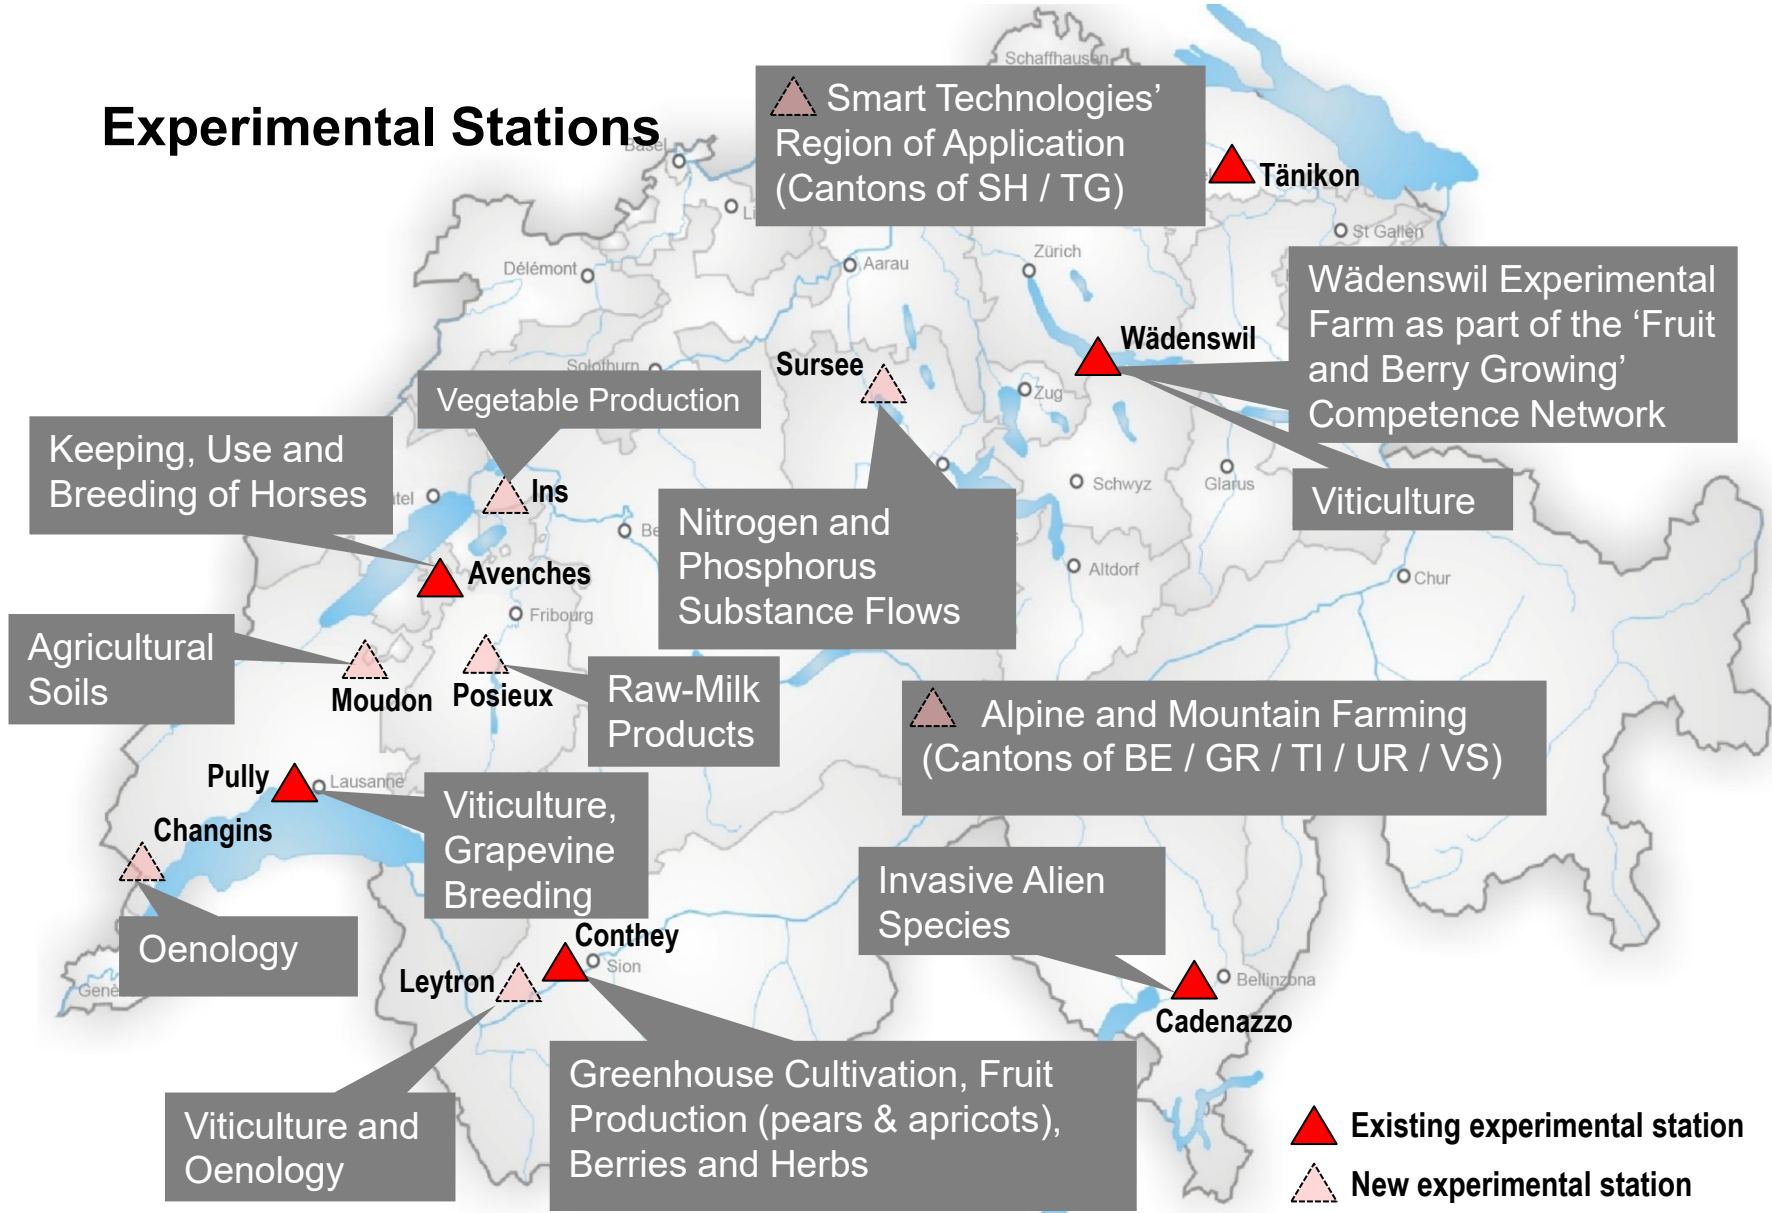 Experimental Stations
Schaffhausen
Smart Technologies’
Region of Application
(Cantons of SH / TG)
Basel
Tänikon
St Gallen
Délémont
Aarau
Zürich
Wädenswil Experimental
Farm as part of the ‘Fruit
and Berry Growing’
Competence Network
Wädenswil
Sursee
Solothurn
Zug
Vegetable Production
Keeping, Use and
Breeding of Horses
Ins
Schwyz
Glarus
Viticulture
Nitrogen and
Phosphorus
Substance Flows
Avenches
Altdorf
Chur
Fribourg
Agricultural
Soils
Moudon
Posieux
Raw-Milk
Products
Alpine and Mountain Farming
(Cantons of BE / GR / TI / UR / VS)
Pully
Lausanne
Viticulture,
Grapevine
Breeding
Changins
Invasive Alien
Species
Oenology
Conthey
Sion
Leytron
Bellinzona
Cadenazzo
Greenhouse Cultivation, Fruit
Production (pears & apricots),
Berries and Herbs
Viticulture and
Oenology
Existing experimental station
New experimental station